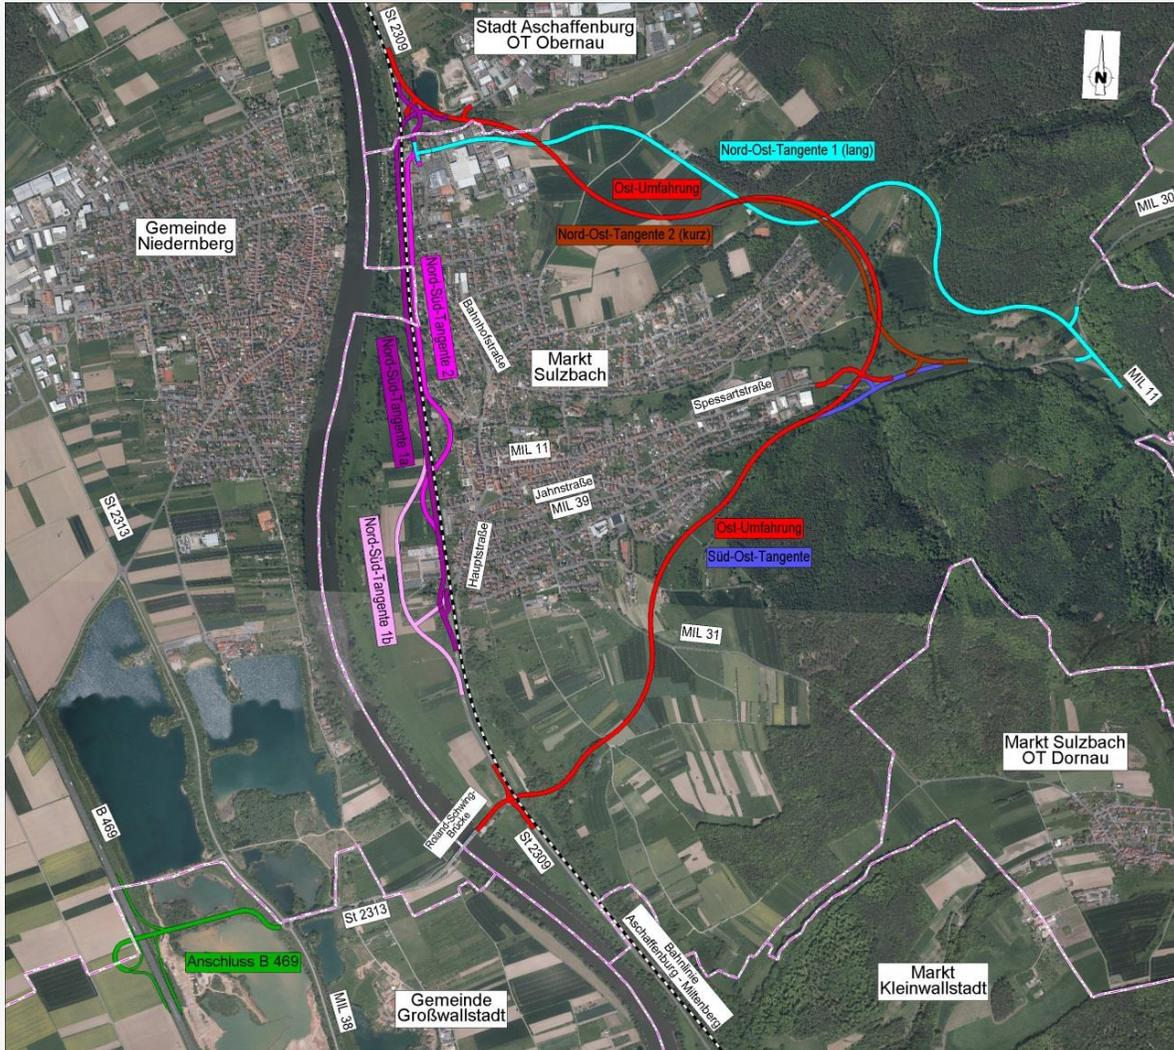 St 2309
Stadt Aschaffenburg
OT Obernau
N
Nord-Ost-Tangente 1 (lang)
Ost-Umfahrung
MIL 30
Gemeinde
Niedernberg
Nord-Ost-Tangente 2 (kurz)
Nord-Süd-Tangente 2
Bahnhofstraße
Markt
Sulzbach
Nord-Süd-Tangente 1a
Spessartstraße
MIL 11
MIL 11
Jahnstraße
MIL 39
St 2313
Ost-Umfahrung
Süd-Ost-Tangente
Hauptstraße
Nord-Süd-Tangente 1b
MIL 31
Markt Sulzbach
OT Dornau
B 469
Roland-Schwing-
Brücke
St 2309
St 2313
Anschluss B 469
Bahnlinie
Aschaffenburg - Miltenberg
Markt
Kleinwallstadt
MIL 38
Gemeinde
Großwallstadt